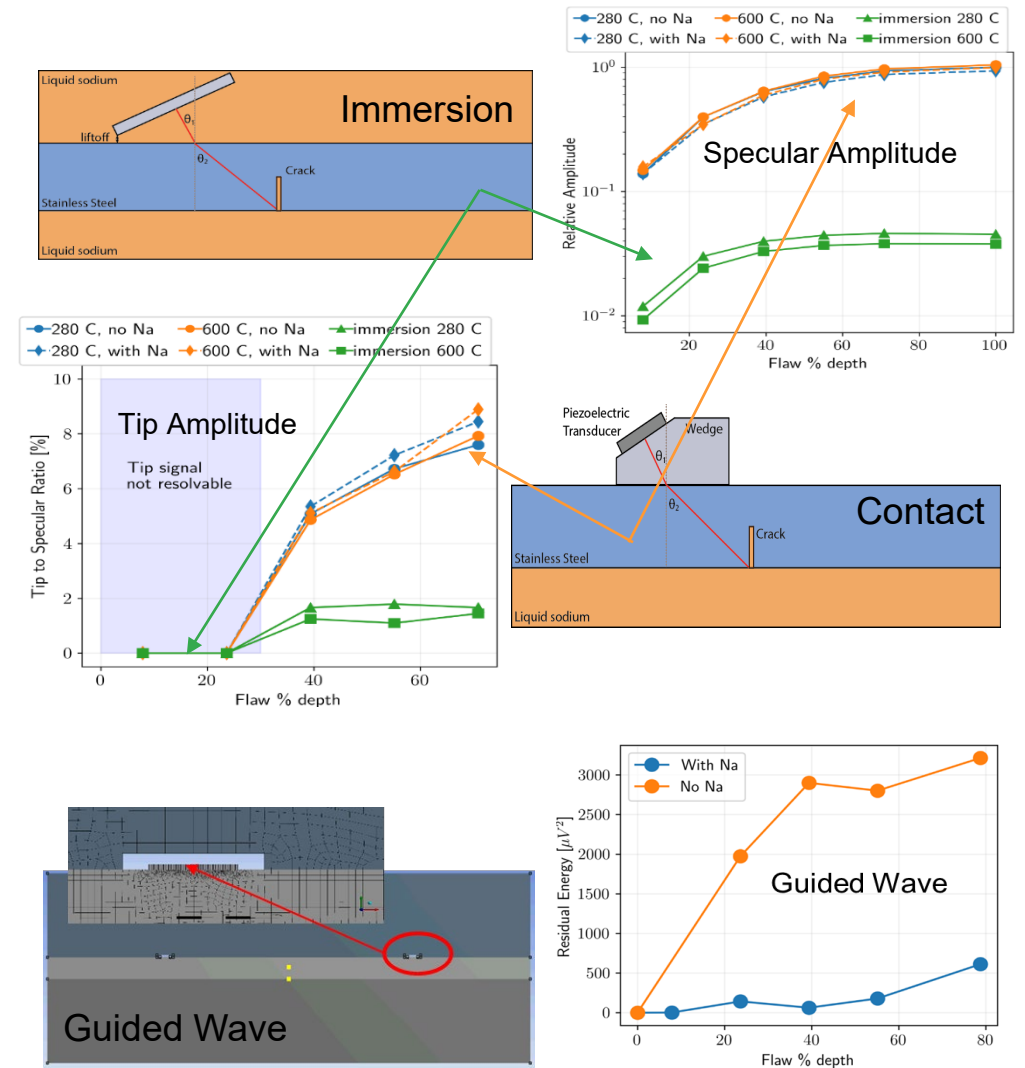 280 C, no Na 600 C, no Na immersion 280 C
280 C, with Na 600 C, with Na immersion 600 C
Liquid sodium
Immersion
liftoff
θ1
θ2
Crack
Stainless Steel
Liquid sodium
10⁰
10⁻¹
10⁻²
Relative Amplitude
Specular Amplitude
20 40 60 80 100
Flaw % depth
280 C, no Na 600 C, no Na immersion 280 C
280 C, with Na 600 C, with Na immersion 600 C
10
8
6
4
2
0
Tip to Specular Ratio [%]
Tip Amplitude
Tip signal
not resolvable
0 20 40 60
Flaw % depth
Piezoelectric
Transducer
Wedge
θ1
θ2
Contact
Crack
Stainless Steel
Liquid sodium
Guided Wave
With Na
No Na
3000
2500
2000
1500
1000
500
0
Residual Energy [μV²]
Guided Wave
0 20 40 60 80
Flaw % depth